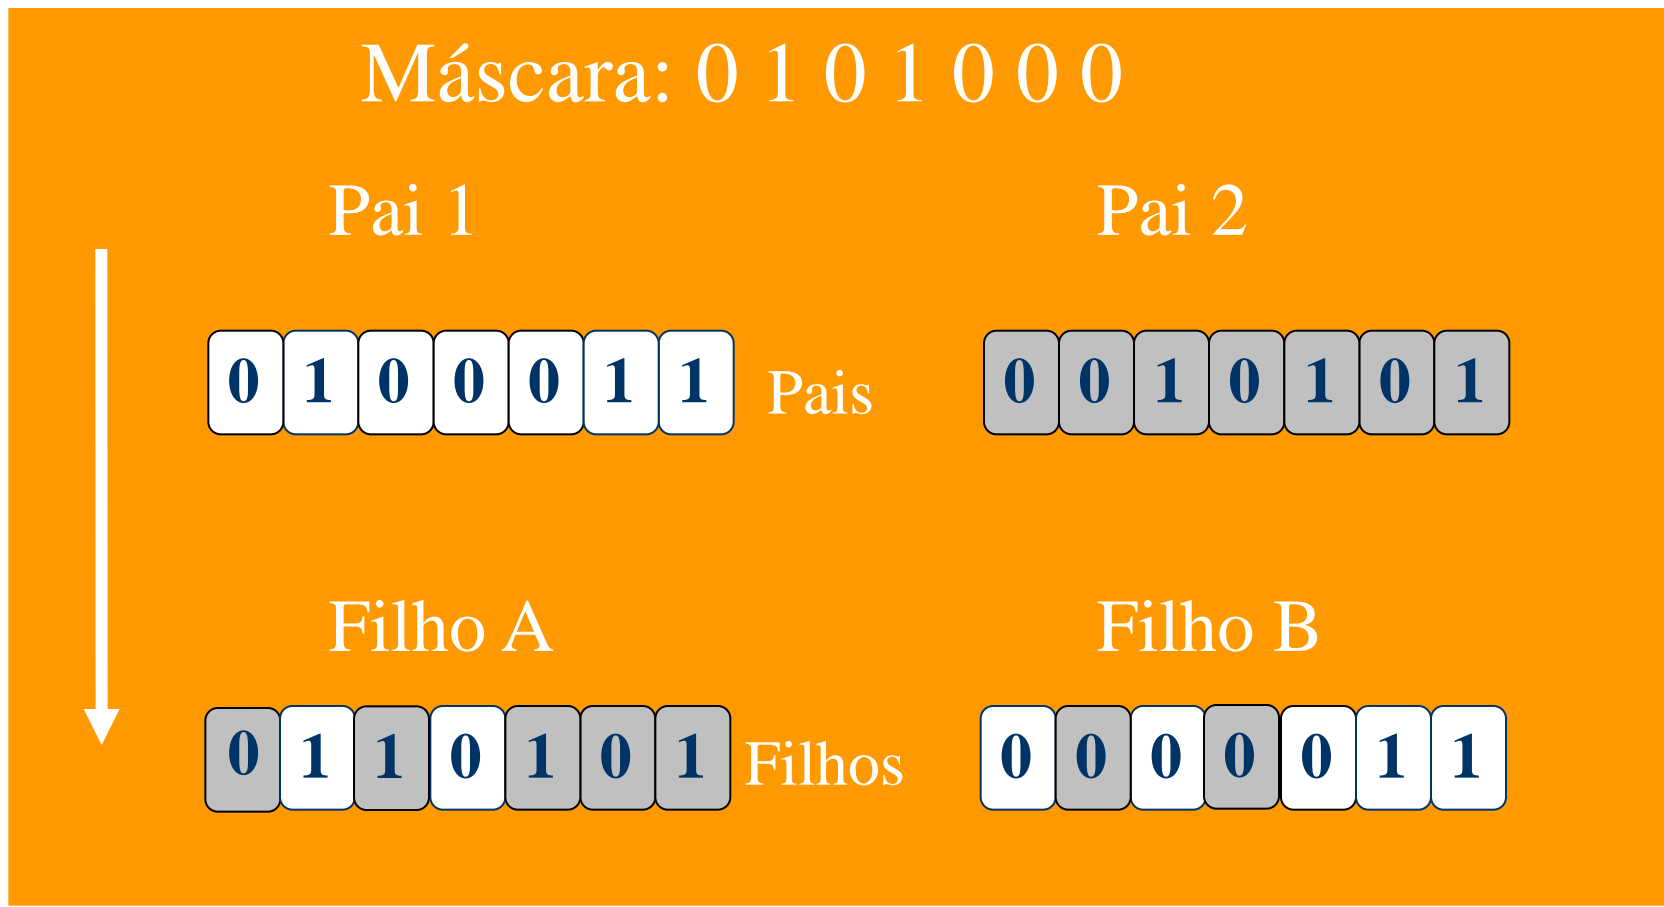 Máscara: 0 1 0 1 0 0 0
Pai 1 Pai 2
0 1 0 0 0 1 1 Pais 0 0 1 0 1 0 1
Filho A Filho B
0 1 1 0 1 0 1 Filhos 0 0 0 0 0 1 1